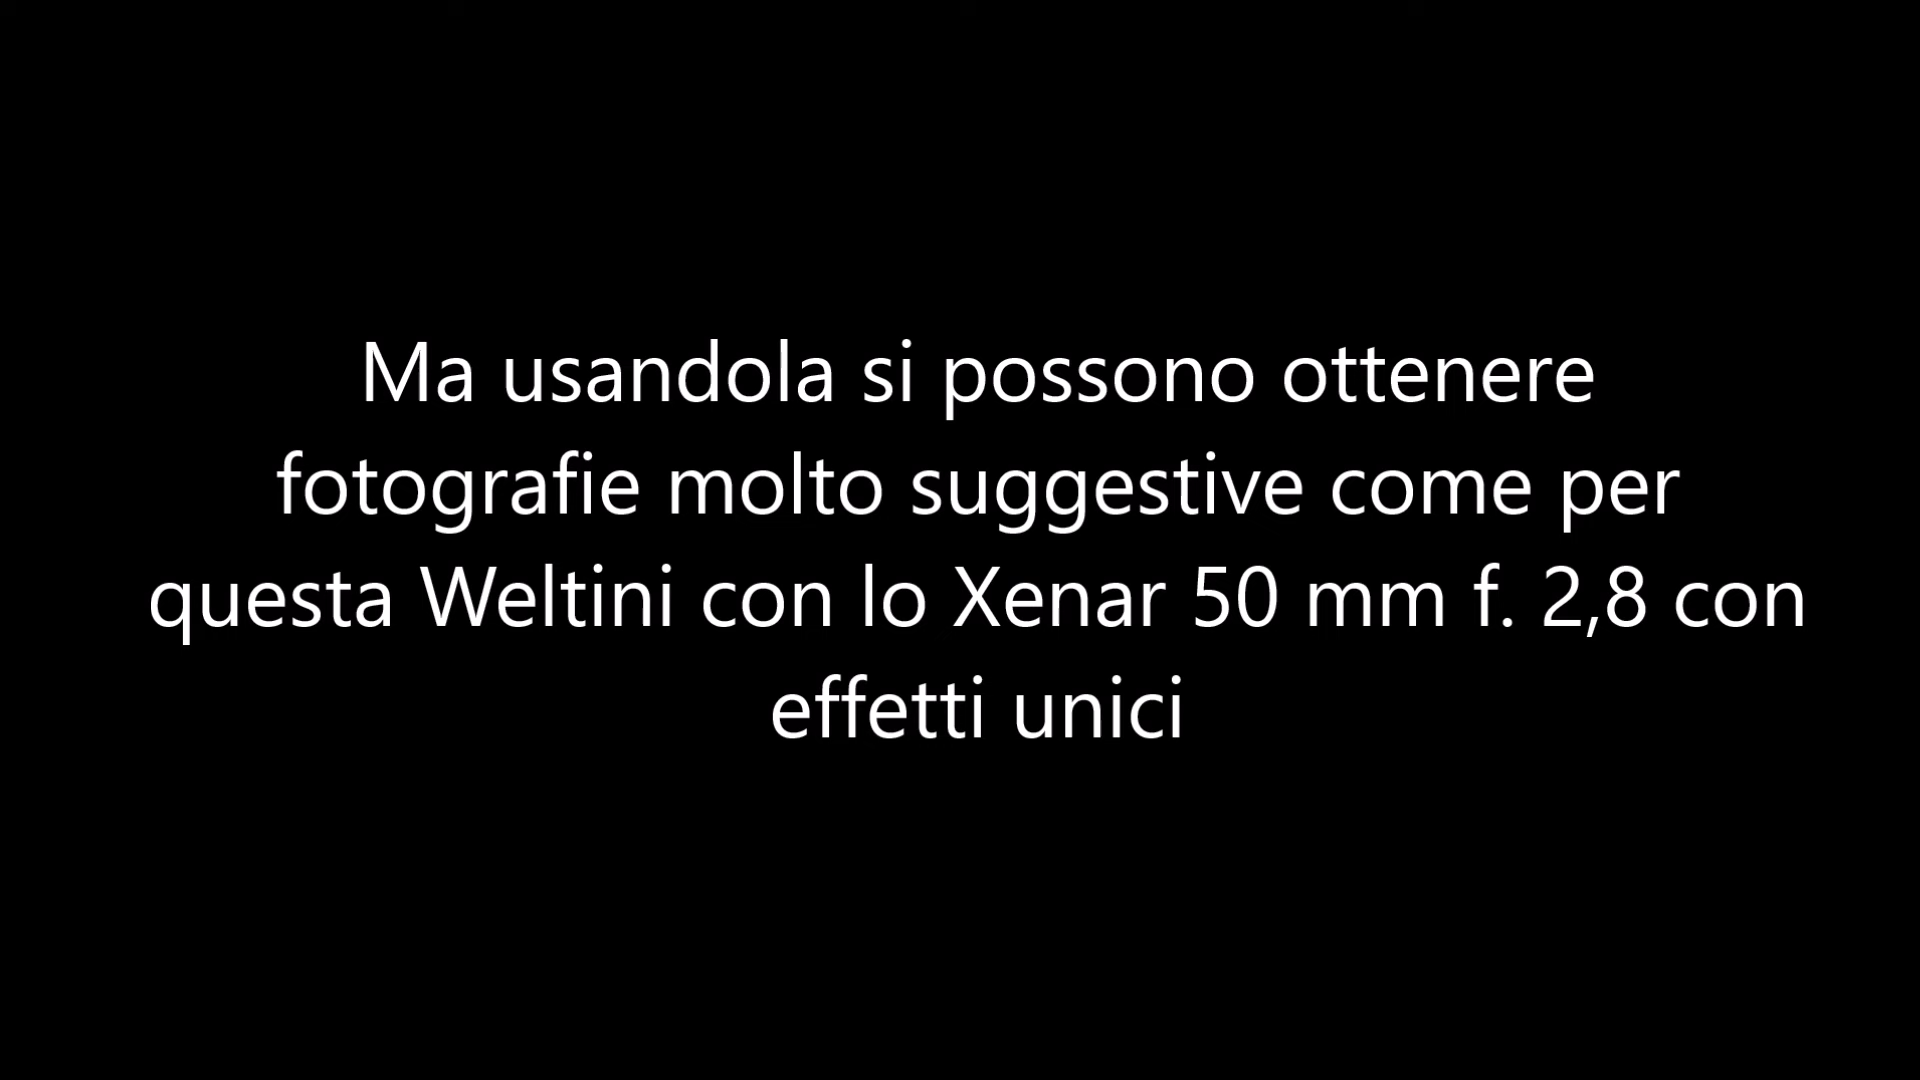 Ma usandola si possono ottenere
fotografie molto suggestive come per
questa Weltini con lo Xenar 50 mm f. 2,8 con
effetti unici